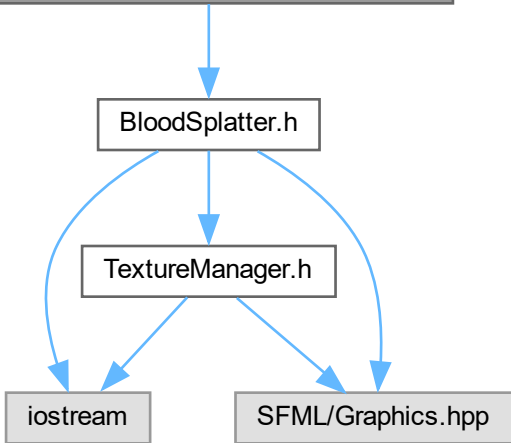 BloodSplatter.h
TextureManager.h
iostream
SFML/Graphics.hpp